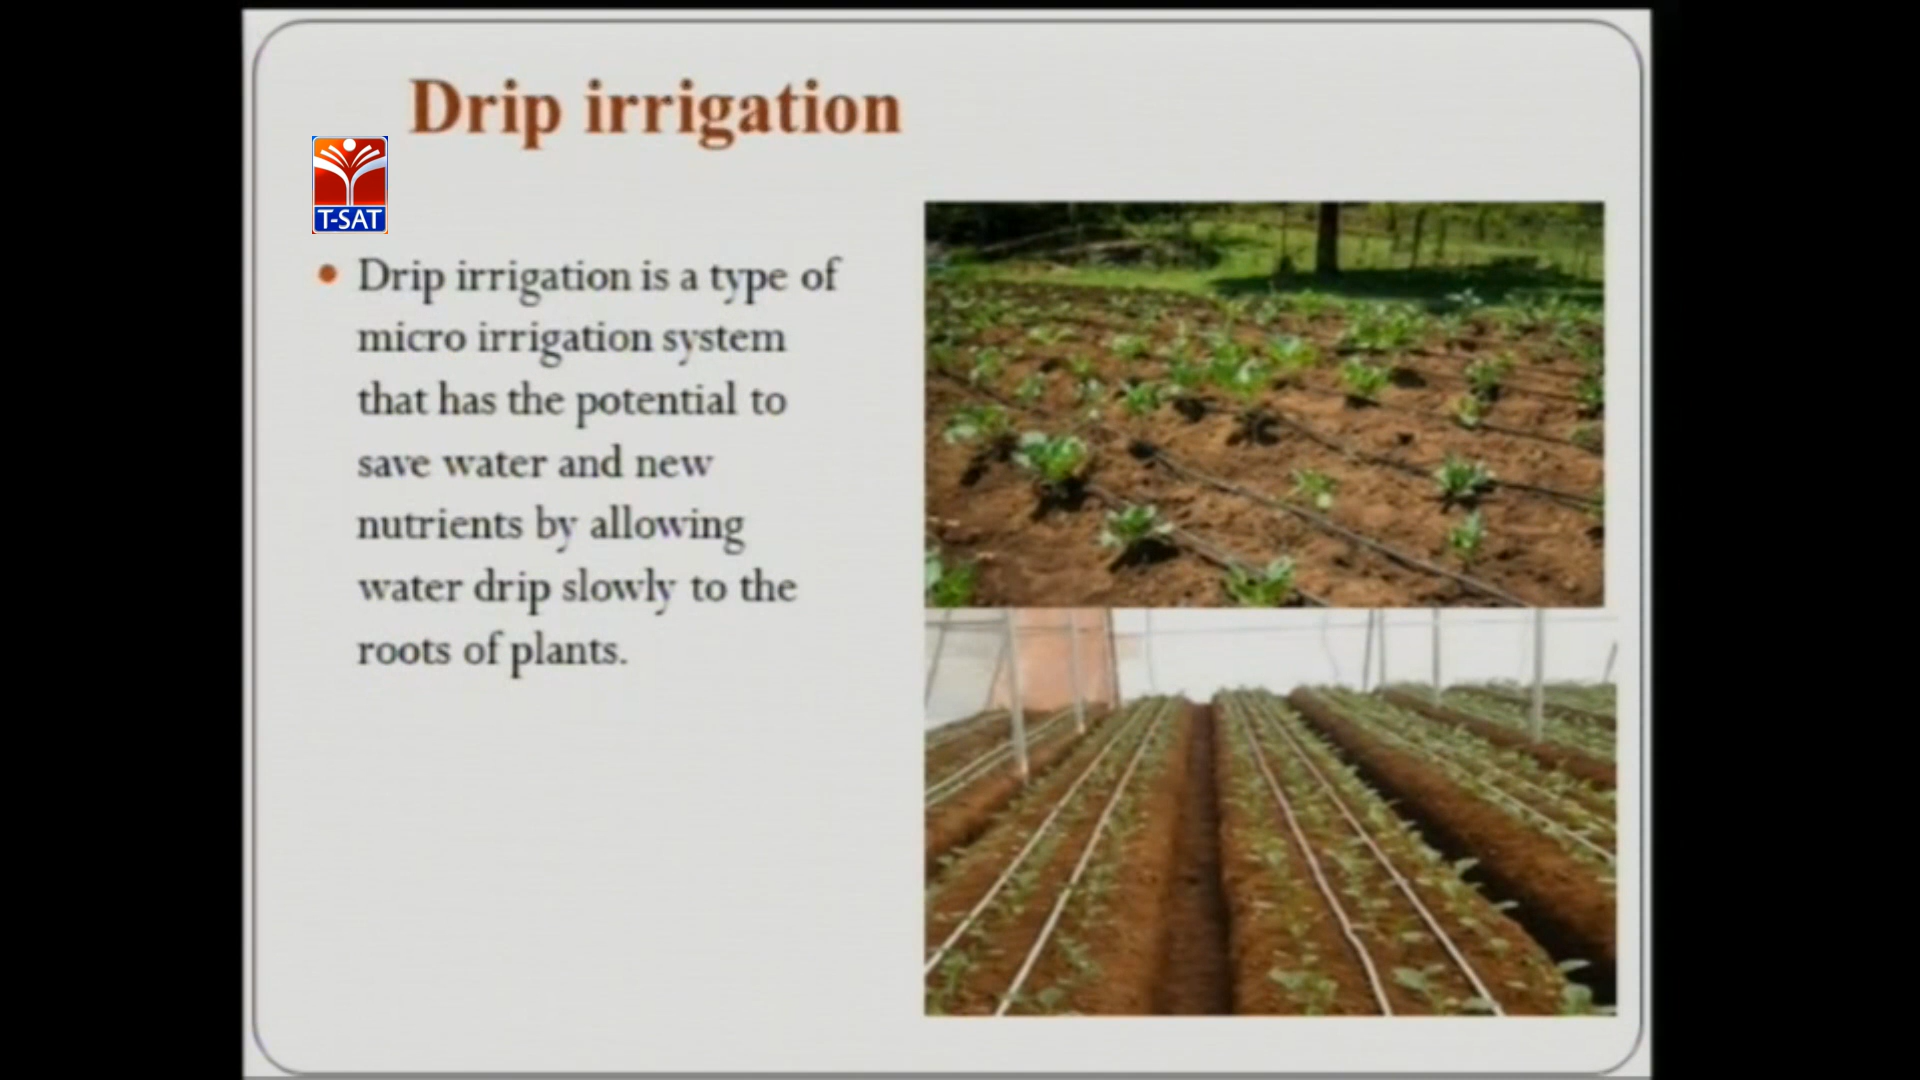 Drip irrigation
T-SAT
Drip irrigation is a type of
micro irrigation system
that has the potential to
save water and new
nutrients by allowing
water drip slowly to the
roots of plants.